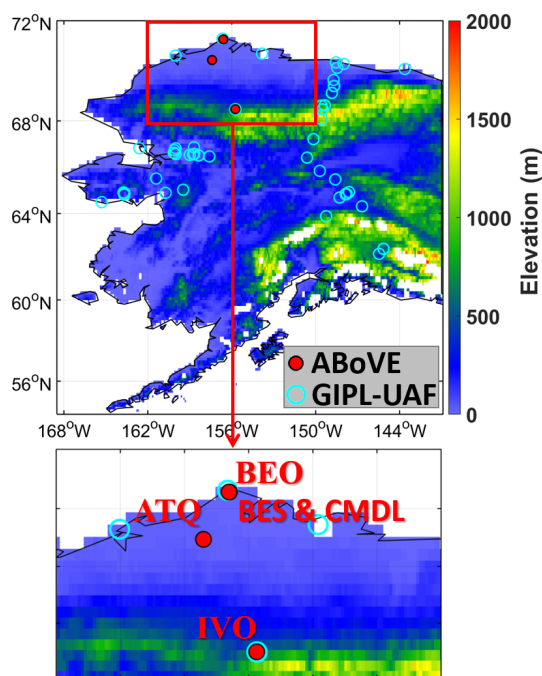 72°N
68°N
64°N
60°N
56°N
168°W 162°W 156°W 150°W 144°W
ABoVE
GIPL-UAF
2000
1500
1000
500
0
Elevation (m)
BEO
ATQ BES & CMDL
IVO